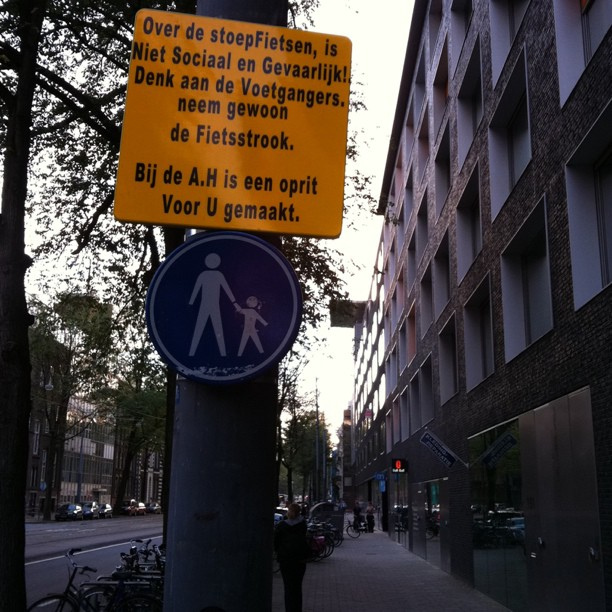 Over de stoepFietsen, is
Niet Sociaal en Gevaarlijk!.
Denk aan de Voetgangers.
neem gewoon
de Fietsstrook.
Bij de A.H is een oprit
Voor U gemaakt.